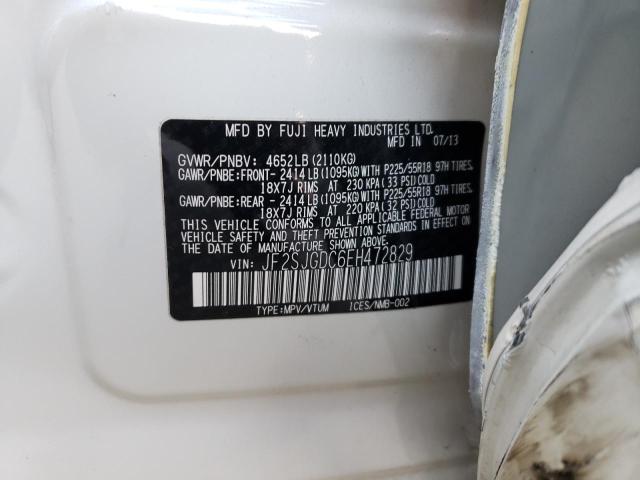 MFD BY FUJI HEAVY INDUSTRIES LTD.
MFD IN 07/13
GVWR/PNBV: 4652LB(2110KG)
GAWR/PNBE:FRONT- 2414LB(1095KG)WITH P225/55R18 97H TIRES,
18X7J RIMS AT 230 KPA(33 PSI)COLD
GAWR/PNBE:REAR - 2414LB(1095KG)WITH P225/55R18 97H TIRES,
18X7J RIMS AT 220 KPA(32 PSI)COLD
THIS VEHICLE CONFORMS TO ALL APPLICABLE FEDERAL MOTOR
VEHICLE SAFETY AND THEFT PREVENTION STANDARDS IN EFFECT ON
THE DATE OF MANUFACTURE SHOWN ABOVE.
VIN: JF2SJGDC6EH472829
TYPE:MPV/VTUM ICES/NMB-002